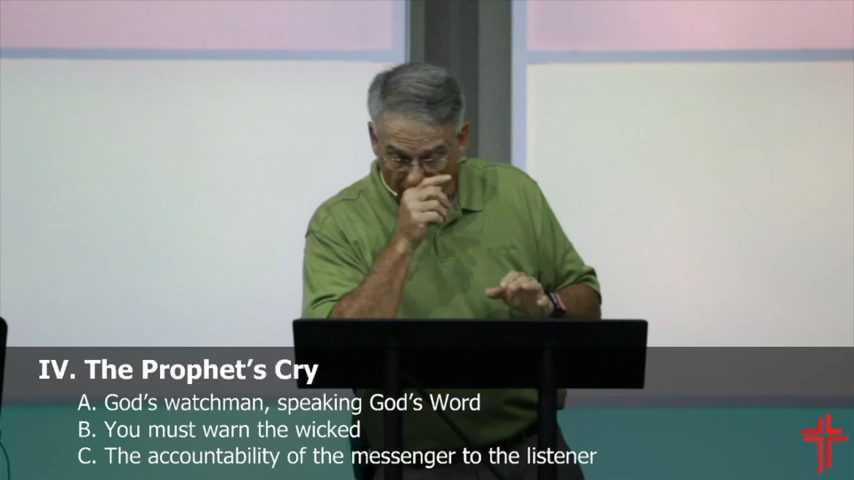 IV. The Prophet's Cry
A. God's watchman, speaking God's Word
B. You must warn the wicked
C. The accountability of the messenger to the listener